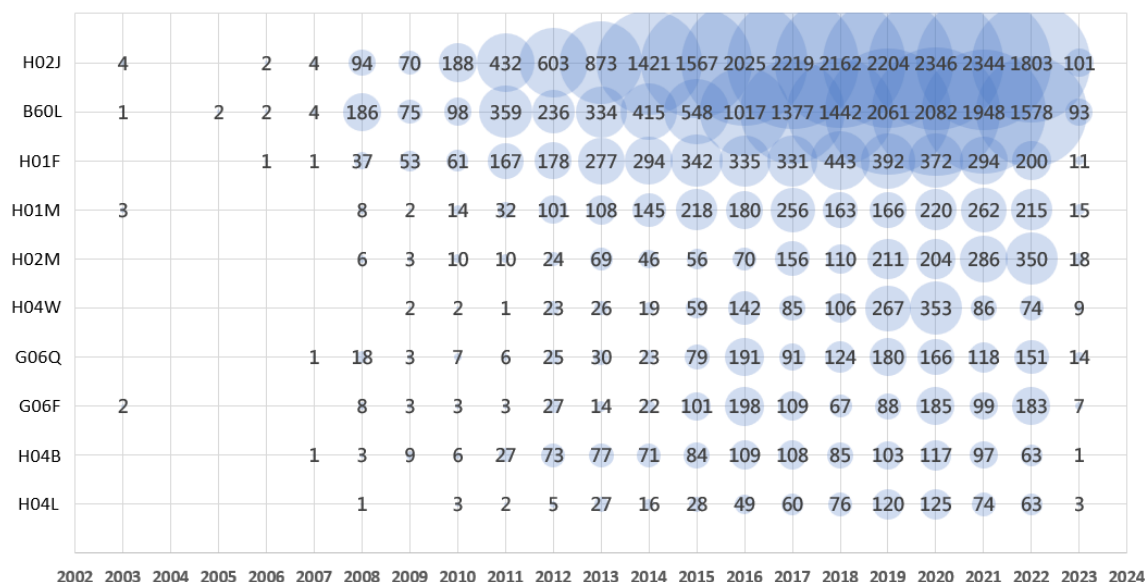 H02J 4 2 4 94 70 188 432 603 873 1421 1567 2025 2219 2162 2204 2346 2344 1803 101
B60L 1 2 2 4 186 75 98 359 236 334 415 548 1017 1377 1442 2061 2082 1948 1578 93
H01F 1 1 37 53 61 167 178 277 294 342 335 331 443 392 372 294 200 11
H01M 3 8 2 14 32 101 108 145 218 180 256 163 166 220 262 215 15
H02M 6 3 10 10 24 69 46 56 70 156 110 211 204 286 350 18
H04W 2 2 1 23 26 19 59 142 85 106 267 353 86 74 9
G06Q 1 18 3 7 6 25 30 23 79 191 91 124 180 166 118 151 14
G06F 2 8 3 3 3 27 14 22 101 198 109 67 88 185 99 183 7
H04B 1 3 9 6 27 73 77 71 84 109 108 85 103 117 97 63 1
H04L 1 3 2 5 27 16 28 49 60 76 120 125 74 63 3
2002 2003 2004 2005 2006 2007 2008 2009 2010 2011 2012 2013 2014 2015 2016 2017 2018 2019 2020 2021 2022 2023 2024